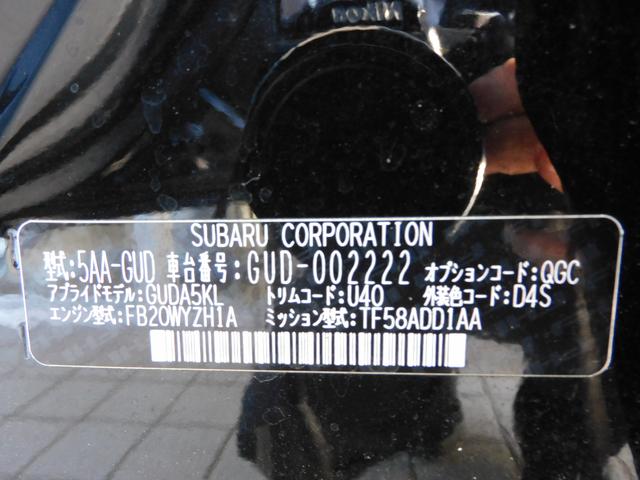 SUBARU CORPORATION
型式:5AA-GUD 車台番号:GUD-002222 オプションコード:QGC
アプライドモデル:GUDA5KL トリムコード:U40 外装色コード:D4S
エンジン型式:FB20WYZH1A ミッション型式:TF58ADD1AA